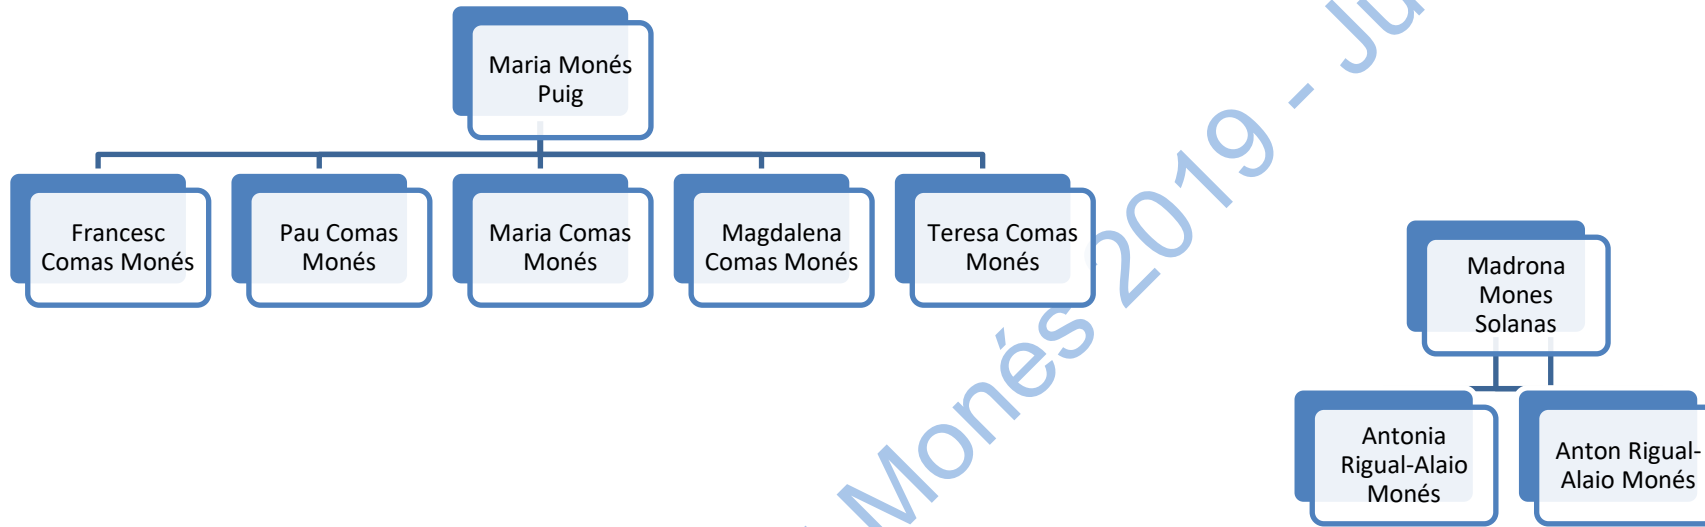 Maria Monés
Puig
Francesc
Comas Monés
Pau Comas
Monés
Maria Comas
Monés
Magdalena
Comas Monés
Teresa Comas
Monés
Madrona
Mones
Solanas
Antonia
Rigual-Alaio
Monés
Anton Rigual-
Alaio Monés
Monés 2019 - Ju